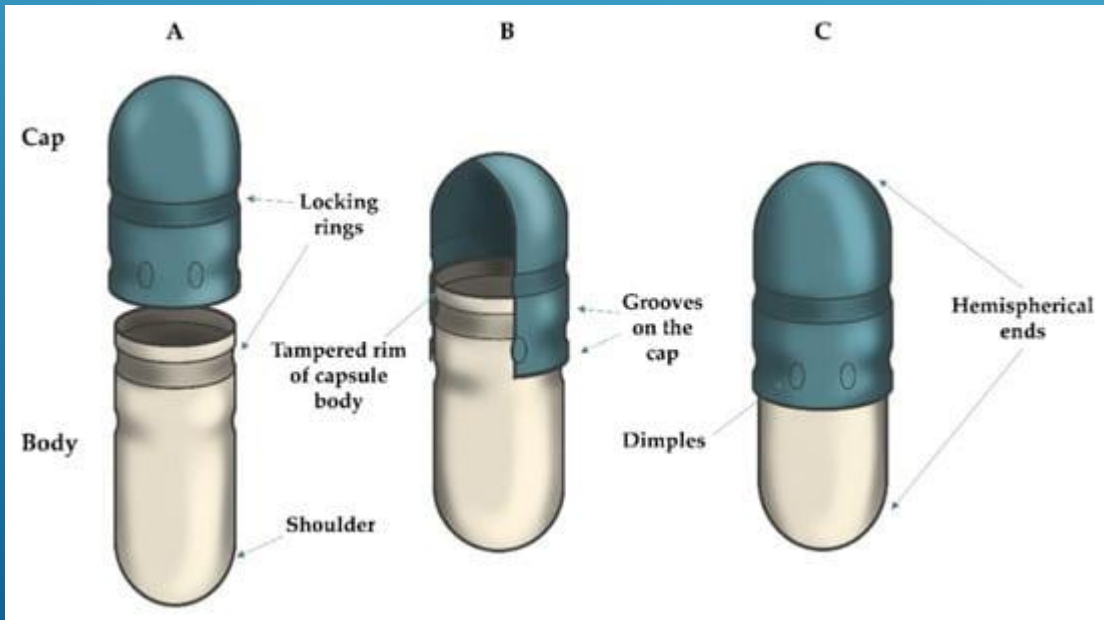 A
B
C
Cap
Locking
rings
Grooves
on the
cap
Hemispherical
ends
Tampered rim
of capsule
body
Body
Dimples
Shoulder